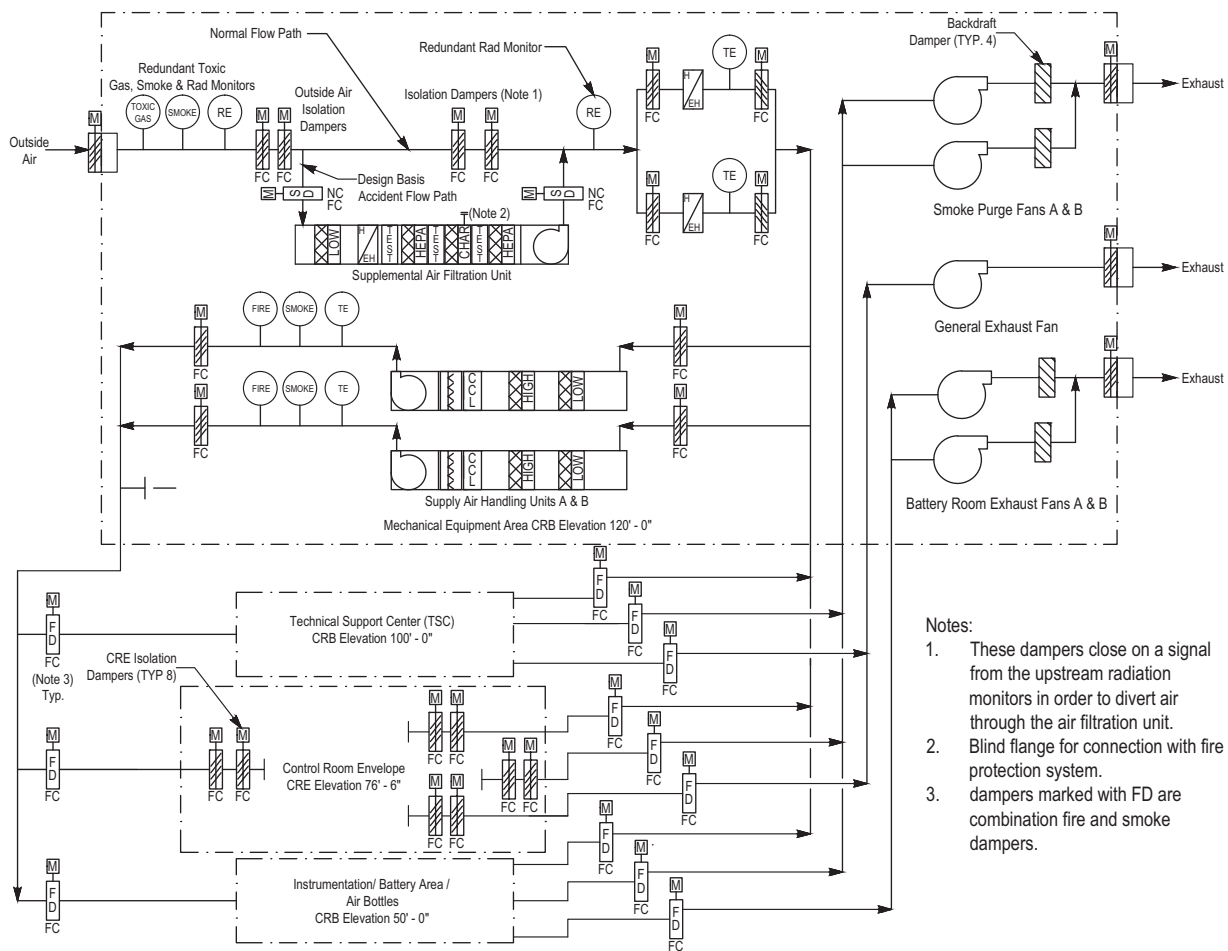 Normal Flow Path
Redundant Rad Monitor
Backdraft
Damper (TYP. 4)
M
M
TE
M
M
Redundant Toxic
Gas, Smoke & Rad Monitors
Outside Air
Isolation
Dampers
Isolation Dampers (Note 1)
H
EH
Exhaust
TOXIC
GAS
SMOKE
RE
RE
M
M
M
M
M
FC
FC
Outside
Air
FC
FC
FC
FC
TE
M
M
Design Basis
Accident Flow Path
M
S
D
NC
FC
M
S
D
NC
FC
H
EH
Smoke Purge Fans A & B
FC
FC
(Note 2)
LOW
H
EH
TEST
HEPA
TEST
CHAR
TEST
HEPA
Supplemental Air Filtration Unit
M
Exhaust
FIRE
SMOKE
TE
M
M
General Exhaust Fan
FC
FC
M
CCL
HIGH
LOW
FIRE
SMOKE
TE
M
M
Exhaust
FC
FC
CCL
HIGH
LOW
Supply Air Handling Units A & B
Battery Room Exhaust Fans A & B
Mechanical Equipment Area CRB Elevation 120' - 0"
M
F
D
FC
M
F
D
FC
M
F
D
FC
Technical Support Center (TSC)
CRB Elevation 100' - 0"
M
F
D
FC
(Note 3)
Typ.
CRE Isolation
Dampers (TYP 8)
M
F
D
FC
M
M
FC
FC
M
F
D
FC
M
M
FC
FC
M
F
D
FC
M
M
FC
FC
Control Room Envelope
CRE Elevation 76' - 6"
M
M
FC
FC
M
F
D
FC
M
F
D
FC
M
F
D
FC
M
F
D
FC
Instrumentation/ Battery Area /
Air Bottles
CRB Elevation 50' - 0"
M
F
D
FC
Notes:
1. These dampers close on a signal
from the upstream radiation
monitors in order to divert air
through the air filtration unit.
2. Blind flange for connection with fire
protection system.
3. dampers marked with FD are
combination fire and smoke
dampers.